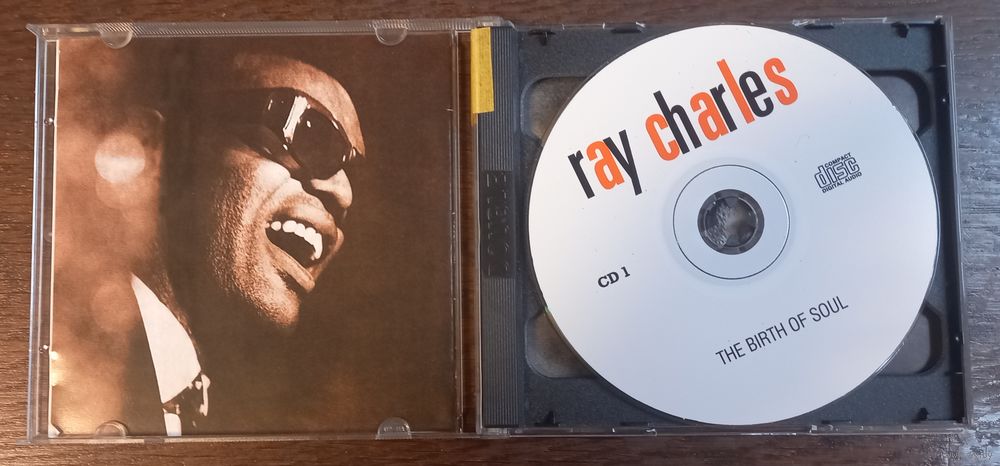 ray charles
COMPACT
disc
DIGITAL AUDIO
CD 1
THE BIRTH OF SOUL